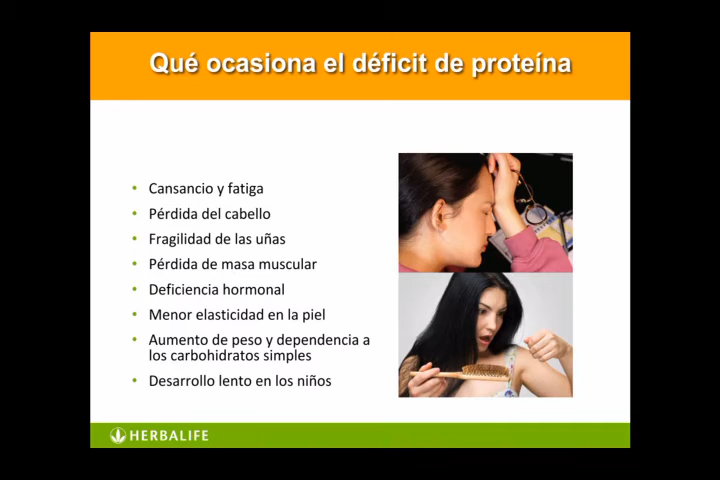 Qué ocasiona el déficit de proteína
• Cansancio y fatiga
• Pérdida del cabello
• Fragilidad de las uñas
• Pérdida de masa muscular
• Deficiencia hormonal
• Menor elasticidad en la piel
• Aumento de peso y dependencia a
los carbohidratos simples
• Desarrollo lento en los niños
HERBALIFE